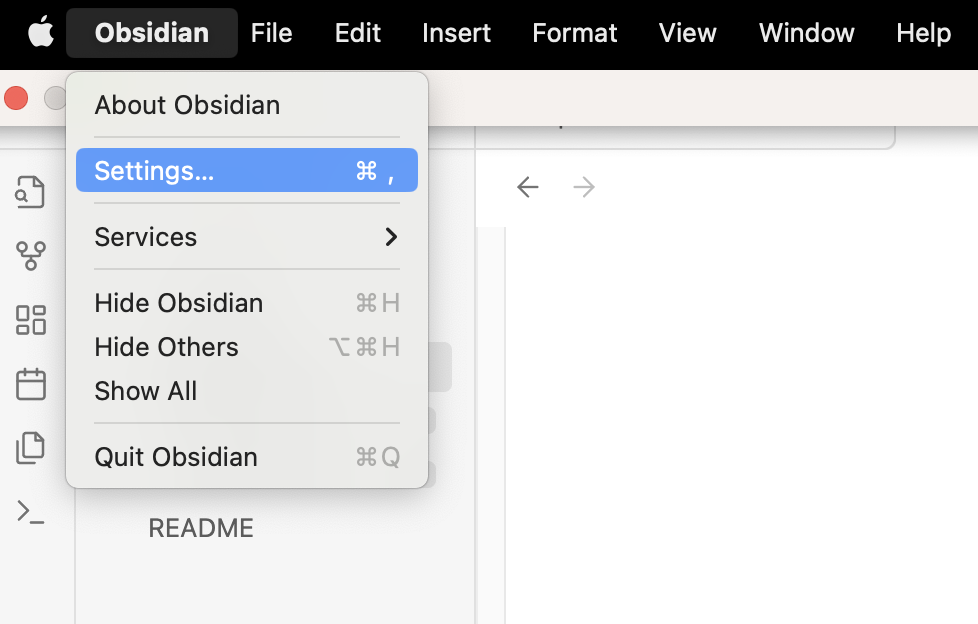 Obsidian File Edit Insert Format View Window Help
About Obsidian
Settings... ⌘ ,
Services
Hide Obsidian ⌘H
Hide Others ⌥⌘H
Show All
Quit Obsidian ⌘Q
README